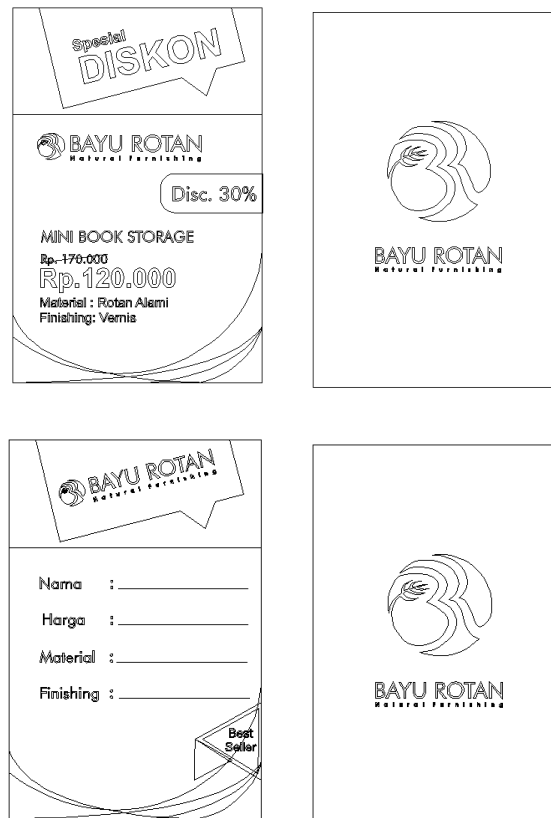 Spesial
DISKON
BAYU ROTAN
Natural Furnishing
Disc. 30%
MINI BOOK STORAGE
Rp. 170.000
Rp.120.000
Material : Rotan Alami
Finishing: Vernis
BAYU ROTAN
Natural Furnishing
BAYU ROTAN
Natural Furnishing
Nama :
Harga :
Material :
Finishing :
Best
Seller
BAYU ROTAN
Natural Furnishing